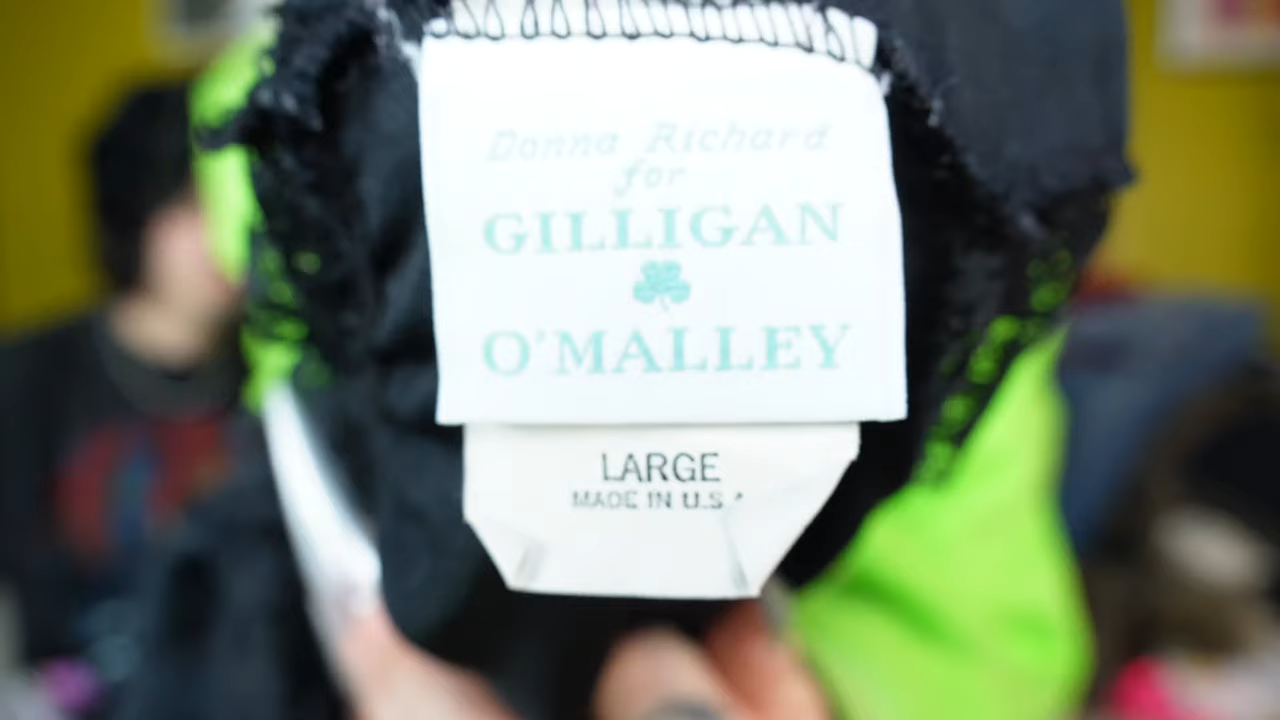 Donna Richard
for
GILLIGAN
O'MALLEY
LARGE
MADE IN U.S.A